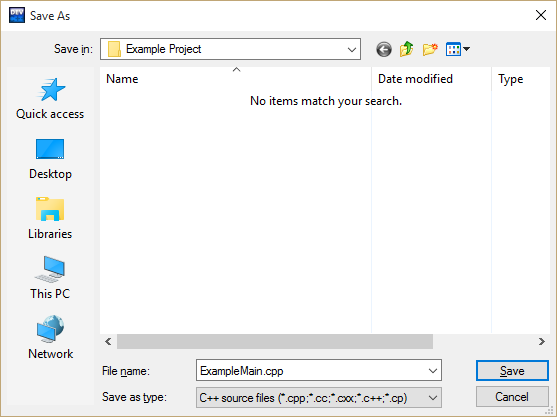 Save As
Save in: Example Project
Name Date modified Type
No items match your search.
Quick access
Desktop
Libraries
This PC
Network
File name: ExampleMain.cpp Save
Save as type: C++ source files (*.cpp;*.cc;*.cxx;*.c++;*.cp) Cancel